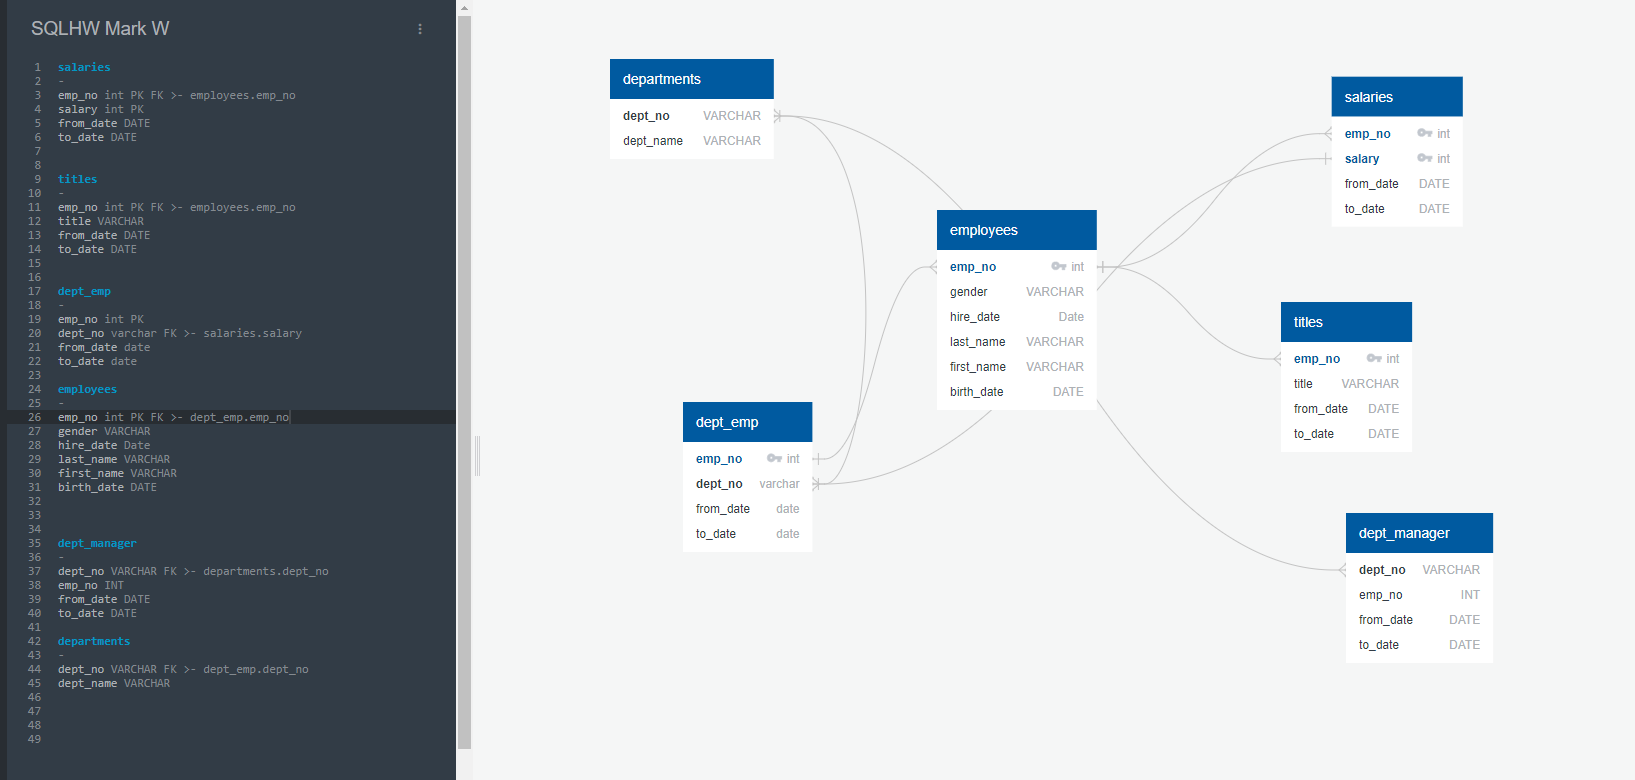 SQLHW Mark W
1 salaries
2 -
3 emp_no int PK FK >- employees.emp_no
4 salary int PK
5 from_date DATE
6 to_date DATE
7
8
9 titles
10 -
11 emp_no int PK FK >- employees.emp_no
12 title VARCHAR
13 from_date DATE
14 to_date DATE
15
16
17 dept_emp
18 -
19 emp_no int PK
20 dept_no varchar FK >- salaries.salary
21 from_date date
22 to_date date
23
24 employees
25 -
26 emp_no int PK FK >- dept_emp.emp_no
27 gender VARCHAR
28 hire_date Date
29 last_name VARCHAR
30 first_name VARCHAR
31 birth_date DATE
32
33
34
35 dept_manager
36 -
37 dept_no VARCHAR FK >- departments.dept_no
38 emp_no INT
39 from_date DATE
40 to_date DATE
41
42 departments
43 -
44 dept_no VARCHAR FK >- dept_emp.dept_no
45 dept_name VARCHAR
46
47
48
49
departments
dept_no VARCHAR
dept_name VARCHAR
salaries
emp_no int
salary int
from_date DATE
to_date DATE
employees
emp_no int
gender VARCHAR
hire_date Date
last_name VARCHAR
first_name VARCHAR
birth_date DATE
titles
emp_no int
title VARCHAR
from_date DATE
to_date DATE
dept_emp
emp_no int
dept_no varchar
from_date date
to_date date
dept_manager
dept_no VARCHAR
emp_no INT
from_date DATE
to_date DATE